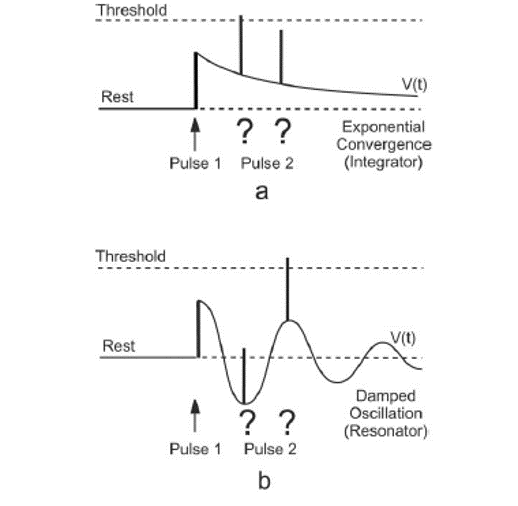 Threshold
V(t)
Rest
? ?
Exponential
Convergence
(Integrator)
Pulse 1 Pulse 2
a
Threshold
V(t)
Rest
Damped
Oscillation
(Resonator)
? ?
Pulse 1 Pulse 2
b